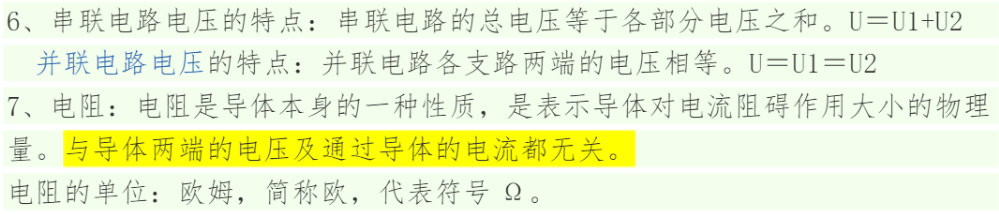 6、串联电路电压的特点：串联电路的总电压等于各部分电压之和。U＝U1+U2
并联电路电压的特点：并联电路各支路两端的电压相等。U＝U1＝U2
7、电阻：电阻是导体本身的一种性质，是表示导体对电流阻碍作用大小的物理
量。与导体两端的电压及通过导体的电流都无关。
电阻的单位：欧姆，简称欧，代表符号 Ω。